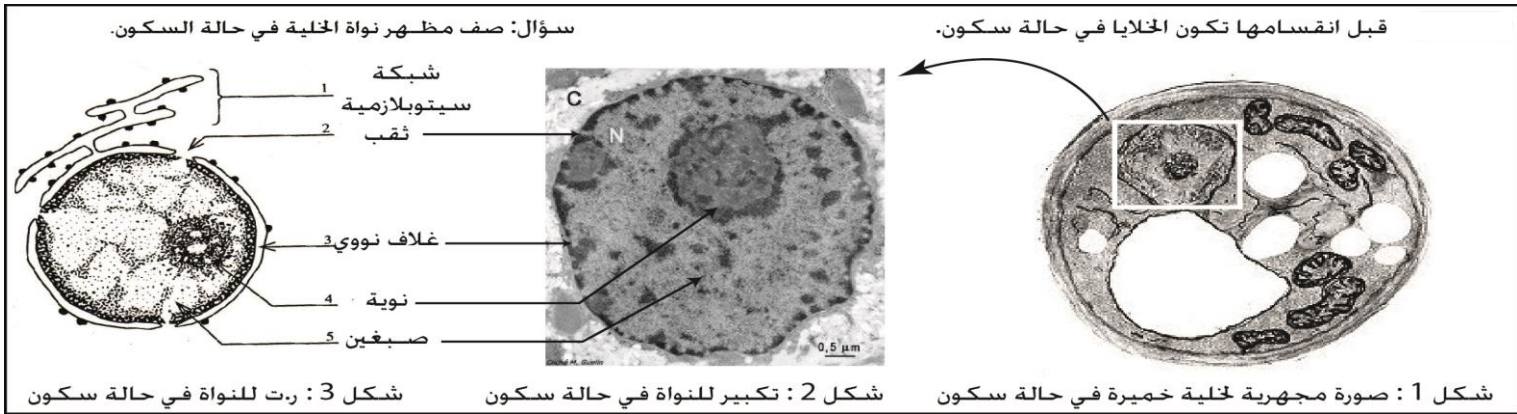 قبل انقسامها تكون الخلايا في حالة سكون.
سؤال: صف مظهر نواة الخلية في حالة السكون.
شبكة
سيتوبلازمية
1
ثقب
2
غلاف نووي
3
نوية
4
صبغين
5
C
N
0,5 µm
Cliché M. Guetin
شكل 1 : صورة مجهرية لخلية خميرة في حالة سكون
شكل 2 : تكبير للنواة في حالة سكون
شكل 3 : ر.ت للنواة في حالة سكون